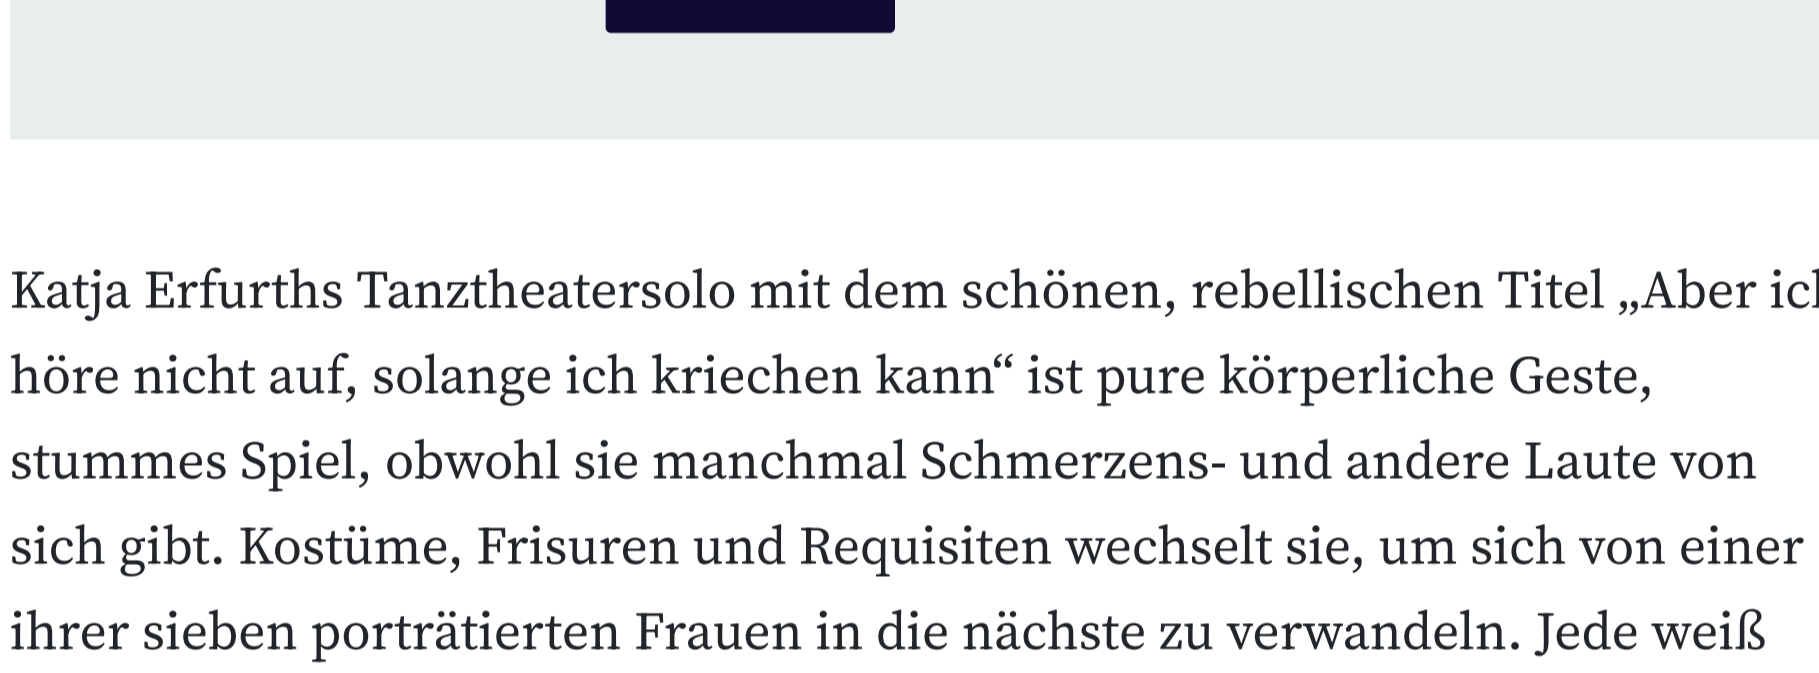 Katja Erfurths Tanztheatersolo mit dem schönen, rebellischen Titel „Aber ich
höre nicht auf, solange ich kriechen kann“ ist pure körperliche Geste,
stummes Spiel, obwohl sie manchmal Schmerzens- und andere Laute von
sich gibt. Kostüme, Frisuren und Requisiten wechselt sie, um sich von einer
ihrer sieben porträtierten Frauen in die nächste zu verwandeln. Jede weiß